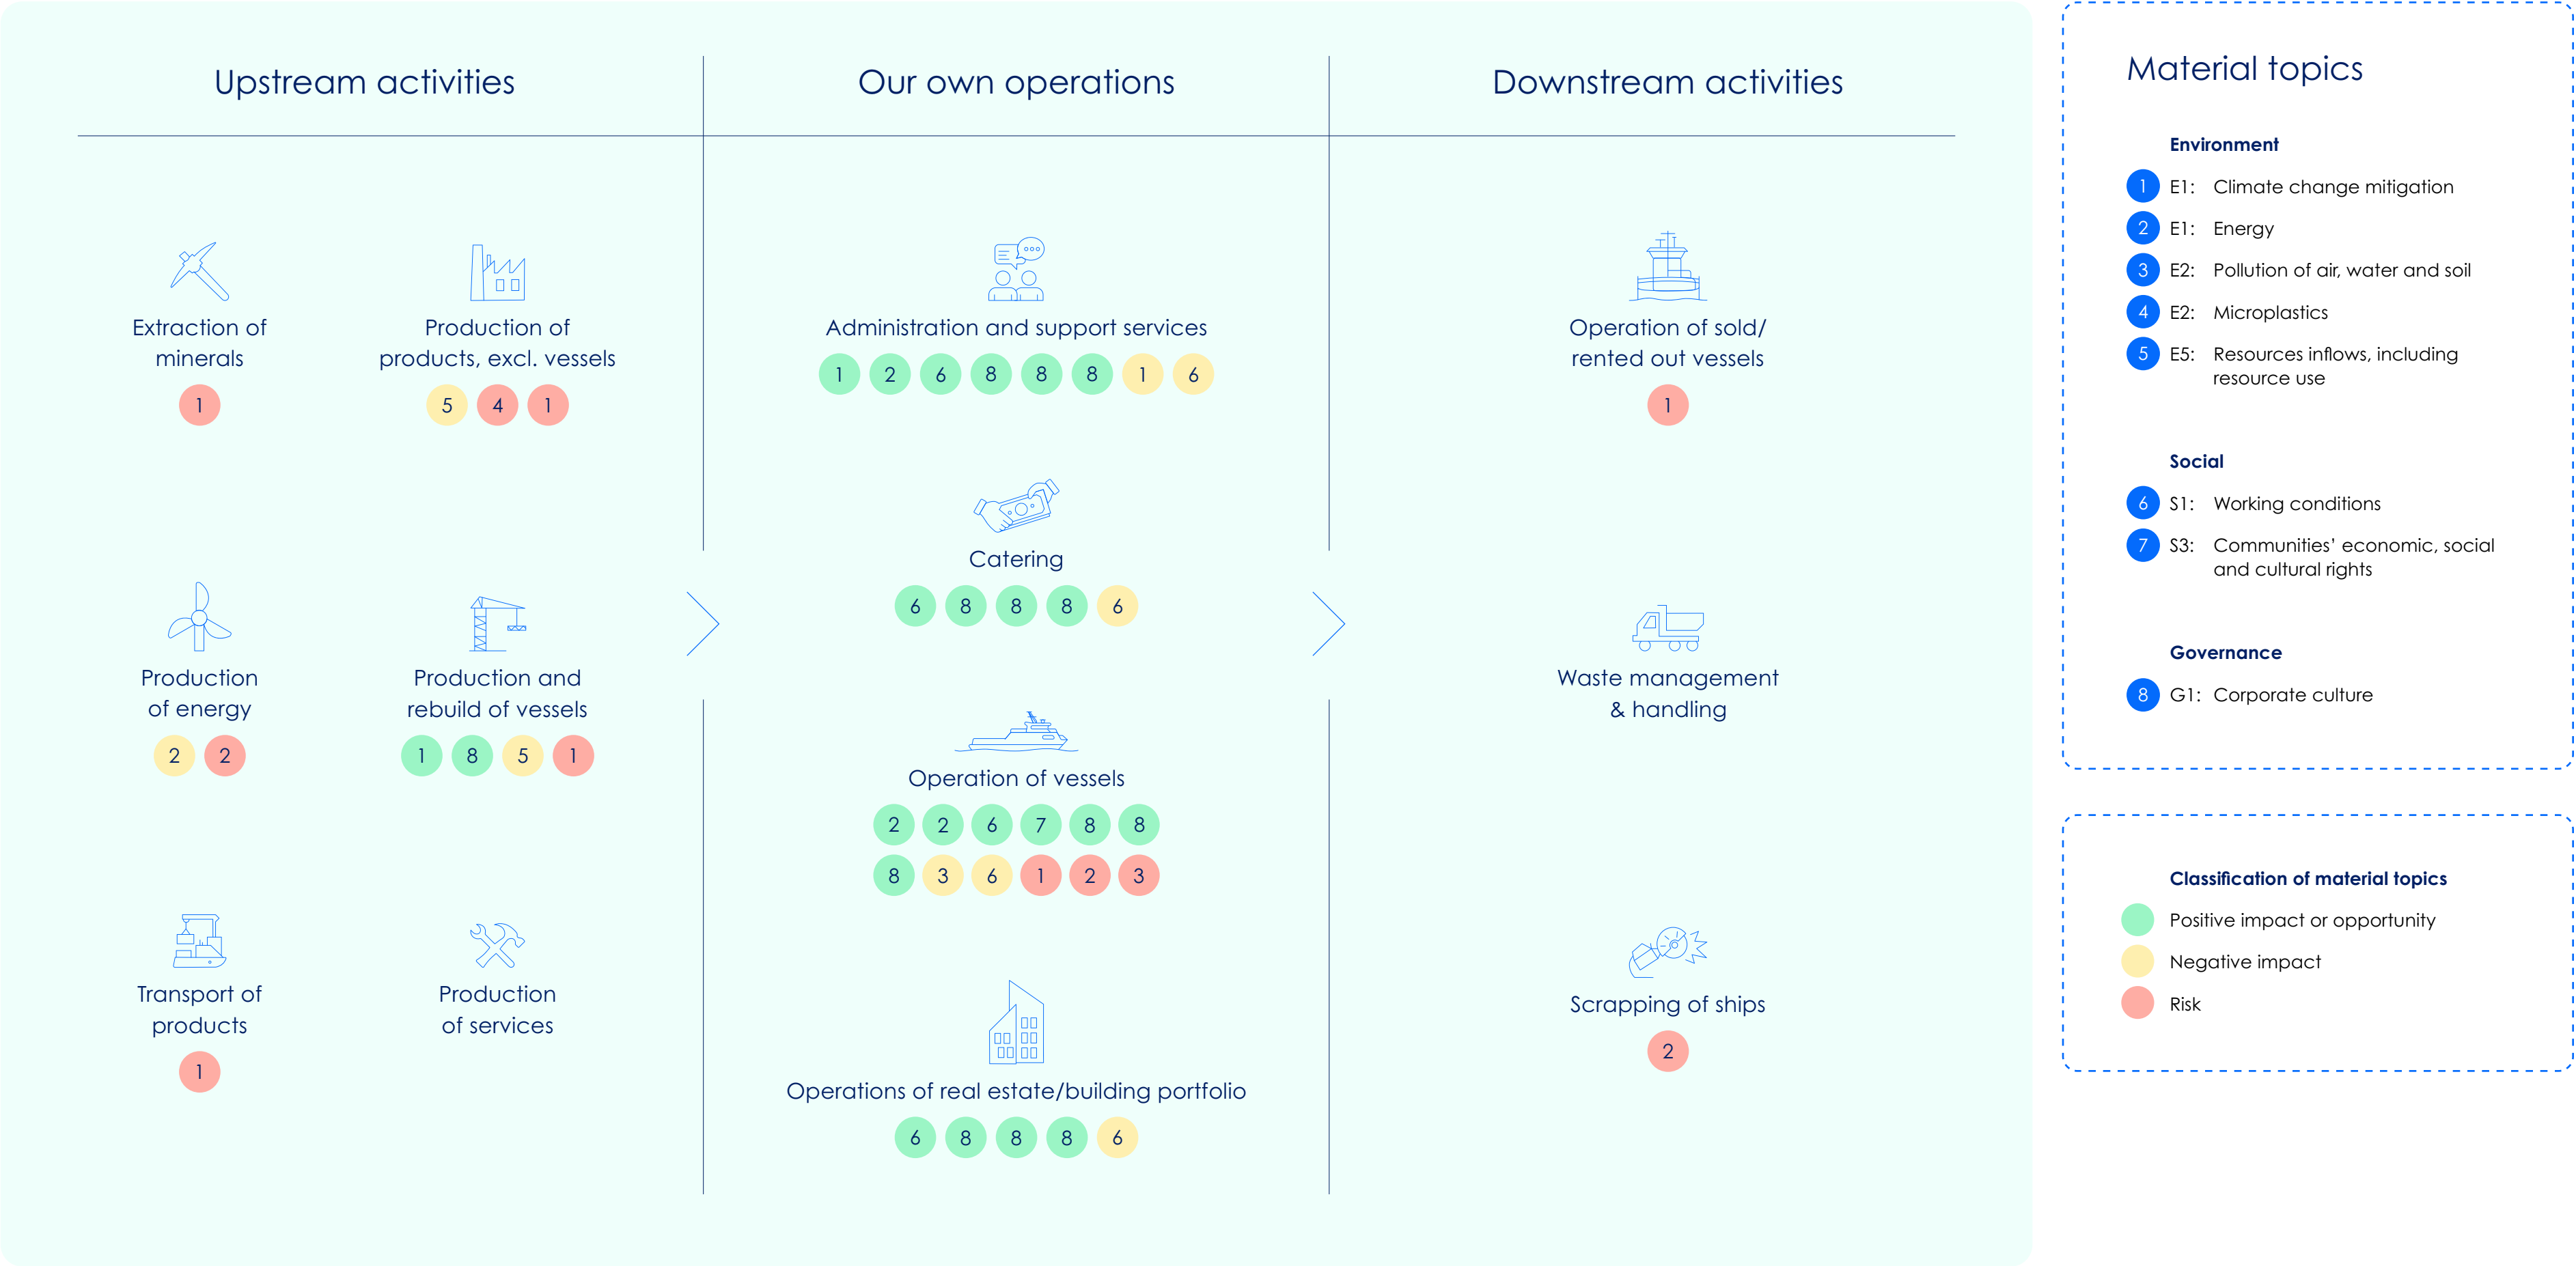 Upstream activities
Our own operations
Downstream activities
Extraction of
minerals
1
Production of
products, excl. vessels
5 4 1
Production
of energy
2 2
Production and
rebuild of vessels
1 8 5 1
Transport of
products
1
Production
of services
Administration and support services
1 2 6 8 8 8 1 6
Catering
6 8 8 8 6
Operation of vessels
2 2 6 7 8 8
8 3 6 1 2 3
Operations of real estate/building portfolio
6 8 8 8 6
Operation of sold/
rented out vessels
1
Waste management
& handling
Scrapping of ships
2
Material topics
Environment
1 E1: Climate change mitigation
2 E1: Energy
3 E2: Pollution of air, water and soil
4 E2: Microplastics
5 E5: Resources inflows, including
resource use
Social
6 S1: Working conditions
7 S3: Communities’ economic, social
and cultural rights
Governance
8 G1: Corporate culture
Classification of material topics
Positive impact or opportunity
Negative impact
Risk